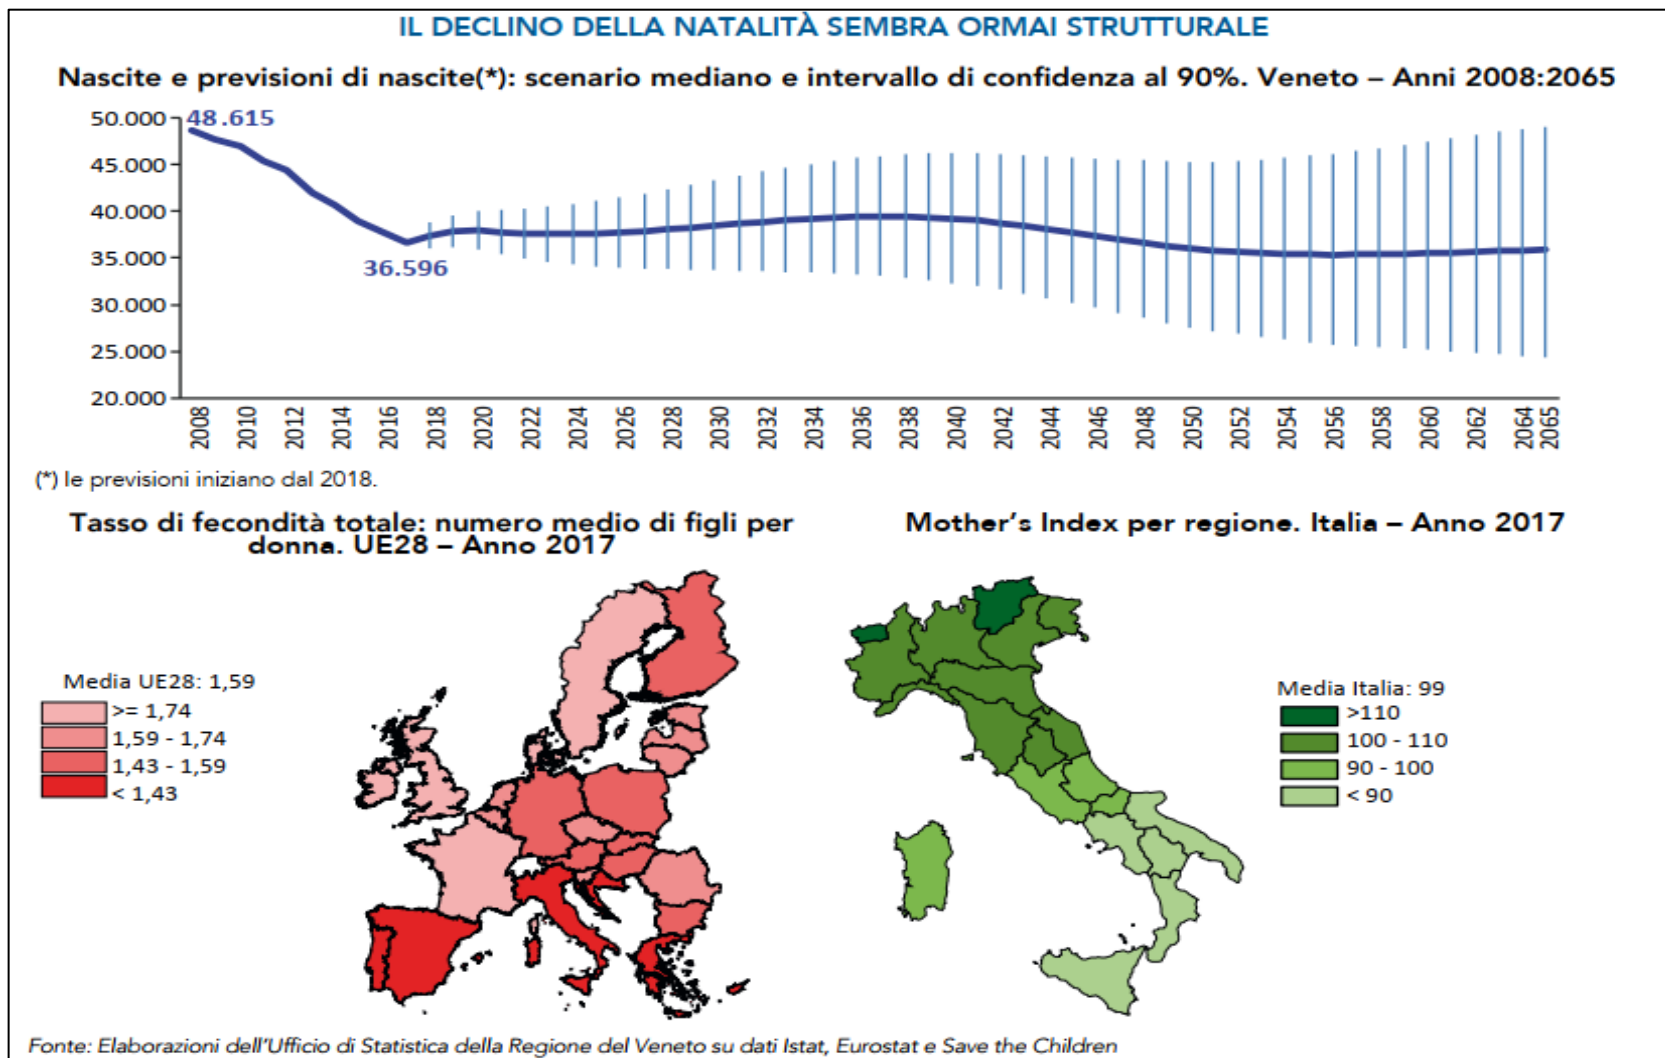 IL DECLINO DELLA NATALITÀ SEMBRA ORMAI STRUTTURALE
Nascite e previsioni di nascite(*): scenario mediano e intervallo di confidenza al 90%. Veneto – Anni 2008:2065
50.000
48.615
45.000
40.000
35.000
36.596
30.000
25.000
20.000
2008 2010 2012 2014 2016 2018 2020 2022 2024 2026 2028 2030 2032 2034 2036 2038 2040 2042 2044 2046 2048 2050 2052 2054 2056 2058 2060 2062 2064 2065
(*) le previsioni iniziano dal 2018.
Tasso di fecondità totale: numero medio di figli per
donna. UE28 – Anno 2017
Media UE28: 1,59
>= 1,74
1,59 - 1,74
1,43 - 1,59
< 1,43
Mother's Index per regione. Italia – Anno 2017
Media Italia: 99
>110
100 - 110
90 - 100
< 90
Fonte: Elaborazioni dell'Ufficio di Statistica della Regione del Veneto su dati Istat, Eurostat e Save the Children